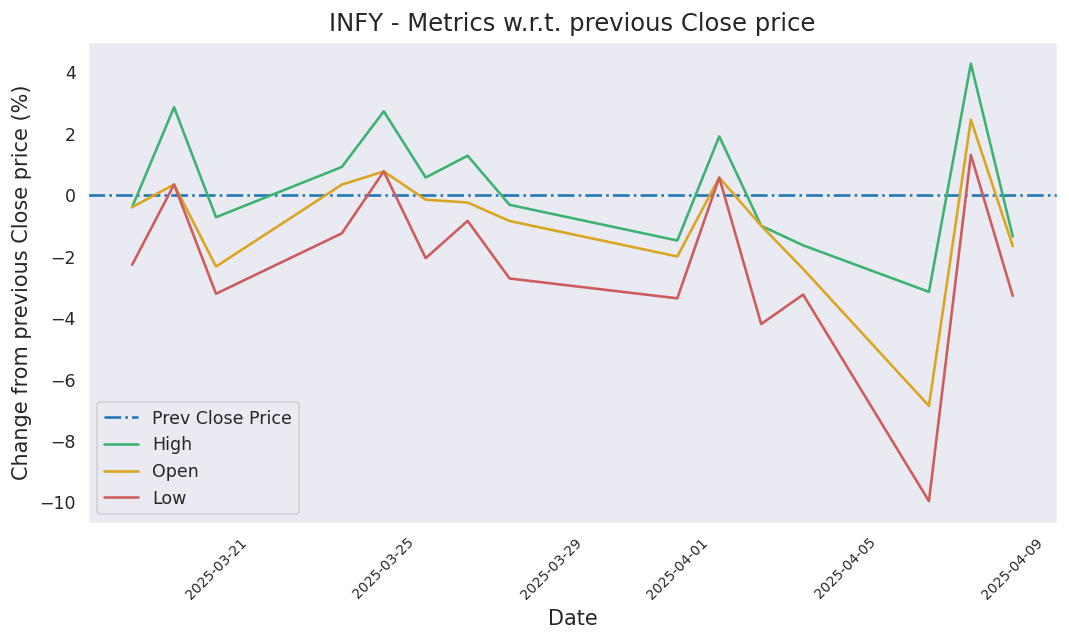 INFY - Metrics w.r.t. previous Close price
Change from previous Close price (%)
4
2
0
−2
−4
−6
−8
−10
Prev Close Price
High
Open
Low
2025-03-21
2025-03-25
2025-03-29
2025-04-01
2025-04-05
2025-04-09
Date